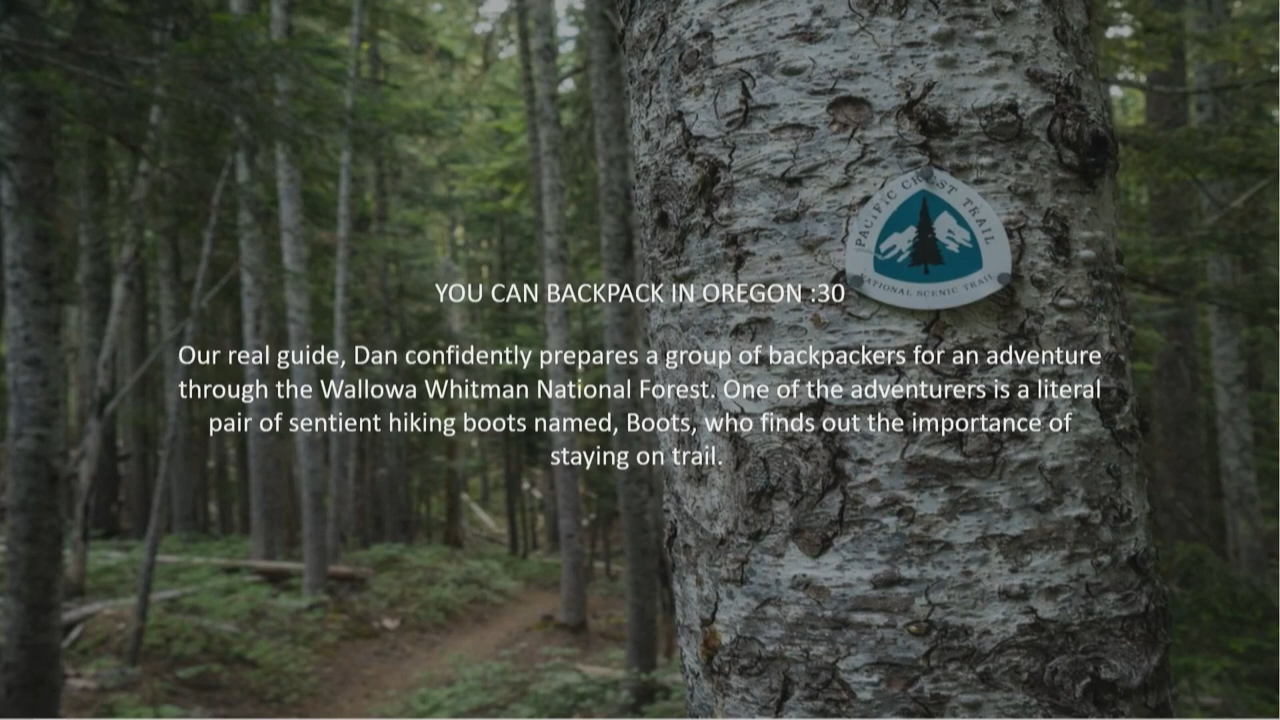 PACIFIC CREST TRAIL
NATIONAL SCENIC TRAIL
YOU CAN BACKPACK IN OREGON :30
Our real guide, Dan confidently prepares a group of backpackers for an adventure
through the Wallowa Whitman National Forest. One of the adventurers is a literal
pair of sentient hiking boots named, Boots, who finds out the importance of
staying on trail.